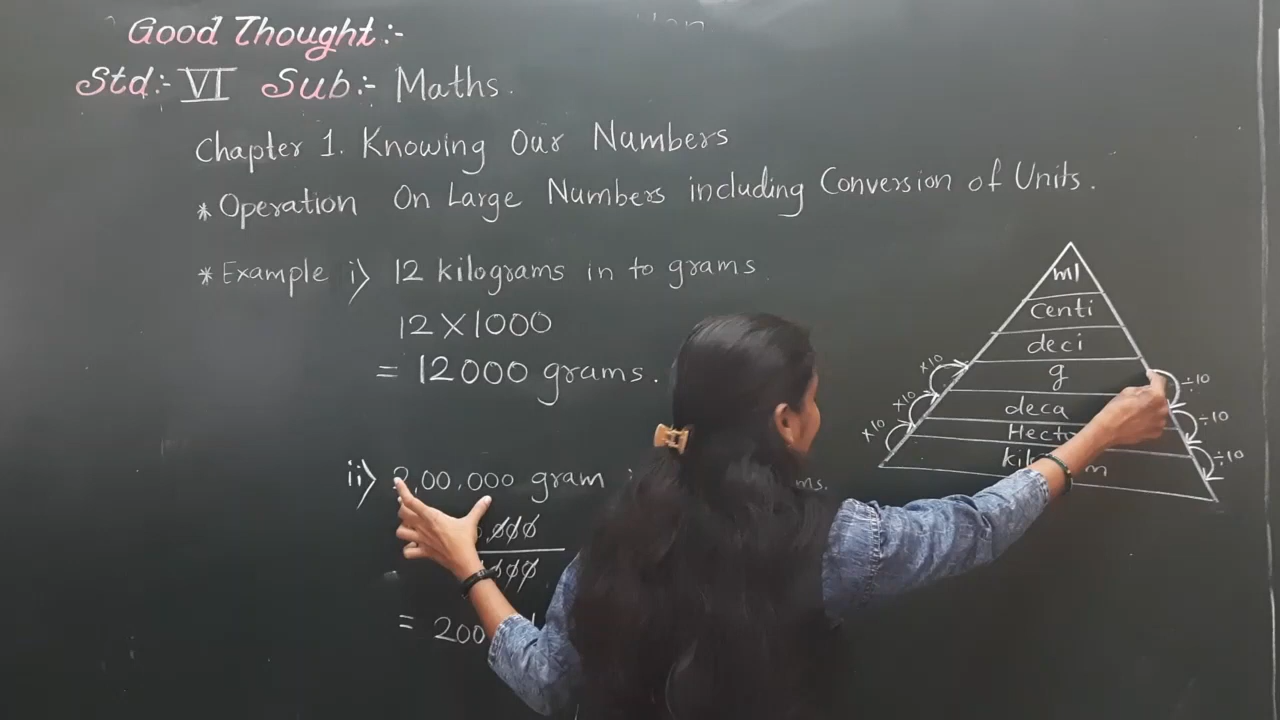 Good Thought:-
Std:- VI Sub:- Maths.
Chapter 1. Knowing Our Numbers
* Operation On Large Numbers including Conversion of Units.
* Example i) 12 kilograms in to grams.
12 X 1000
= 12000 grams.
ii) 2,00,000 gram
= 200
ml
centi
deci
g
deca
Hecto
×10
×10
×10
÷10
÷10
÷10